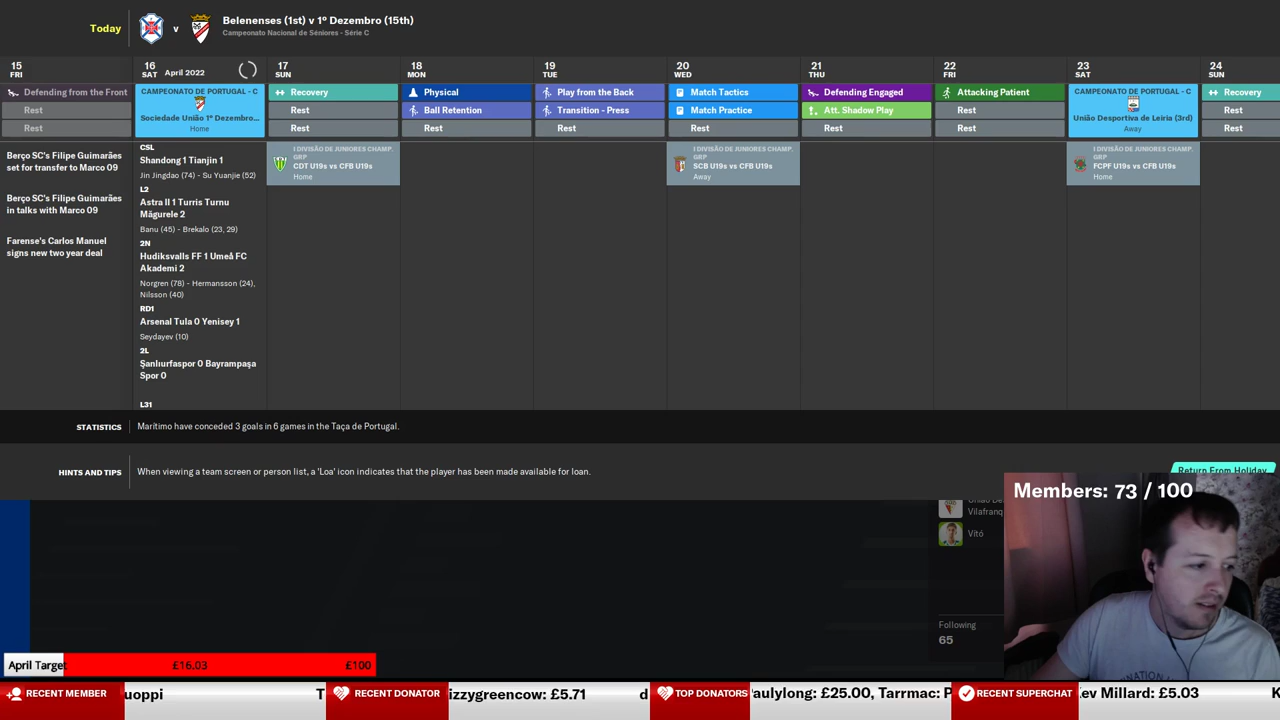 Today
v
Belenenses (1st) v 1º Dezembro (15th)
Campeonato Nacional de Séniores - Série C
15
FRI
16
SAT April 2022
17
SUN
18
MON
19
TUE
20
WED
21
THU
22
FRI
23
SAT
24
SUN
Defending from the Front
Rest
Rest
CAMPEONATO DE PORTUGAL - C
Sociedade União 1º Dezembro...
Home
Recovery
Rest
Rest
Physical
Ball Retention
Rest
Play from the Back
Transition - Press
Rest
Match Tactics
Match Practice
Rest
Defending Engaged
Att. Shadow Play
Rest
Attacking Patient
Rest
Rest
CAMPEONATO DE PORTUGAL - C
União Desportiva de Leiria (3rd)
Away
Recovery
Rest
Rest
Berço SC's Filipe Guimarães
set for transfer to Marco 09
Berço SC's Filipe Guimarães
in talks with Marco 09
Farense's Carlos Manuel
signs new two year deal
CSL
Shandong 1 Tianjin 1
Jin Jingdao (74) - Su Yuanjie (52)
L2
Astra II 1 Turris Turnu
Măgurele 2
Banu (45) - Brekalo (23, 29)
2N
Hudiksvalls FF 1 Umeå FC
Akademi 2
Norgren (78) - Hermansson (24),
Nilsson (40)
RD1
Arsenal Tula 0 Yenisey 1
Seydayev (10)
2L
Şanlıurfaspor 0 Bayrampaşa
Spor 0
L31
I DIVISÃO DE JUNIORES CHAMP.
GRP
CDT U19s vs CFB U19s
Home
I DIVISÃO DE JUNIORES CHAMP.
GRP
SCB U19s vs CFB U19s
Away
I DIVISÃO DE JUNIORES CHAMP.
GRP
FCPF U19s vs CFB U19s
Home
STATISTICS
Marítimo have conceded 3 goals in 6 games in the Taça de Portugal.
HINTS AND TIPS
When viewing a team screen or person list, a 'Loa' icon indicates that the player has been made available for loan.
Return From Holiday
Members: 73 / 100
União De
Vilafranq
Vító
Following
65
April Target
£16.03
£100
RECENT MEMBER
uoppi
T
RECENT DONATOR
izzygreencow: £5.71
d
TOP DONATORS
aulylong: £25.00, Tarrmac: P
RECENT SUPERCHAT
ev Millard: £5.03
K